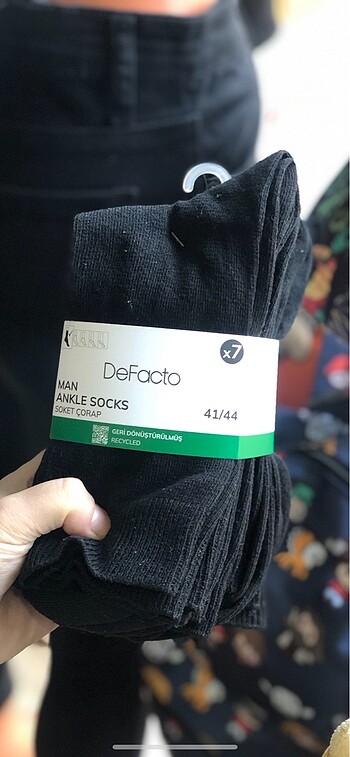 x7
DeFacto
MAN
ANKLE SOCKS
SOKET ÇORAP
41/44
GERİ DÖNÜŞTÜRÜLMÜŞ
RECYCLED